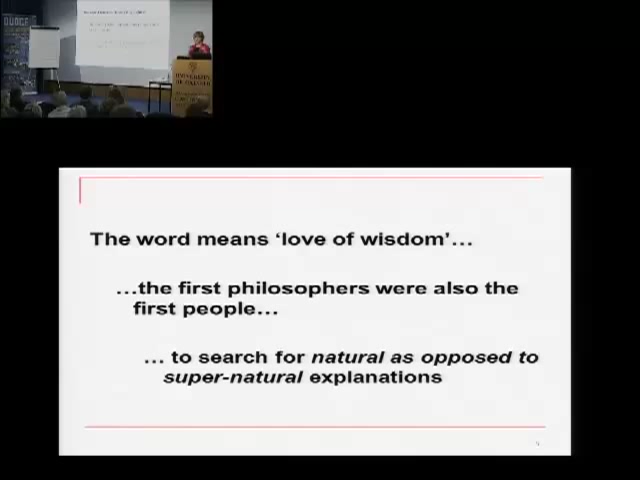 The word means ‘love of wisdom’…
…the first philosophers were also the
first people…
… to search for natural as opposed to
super-natural explanations